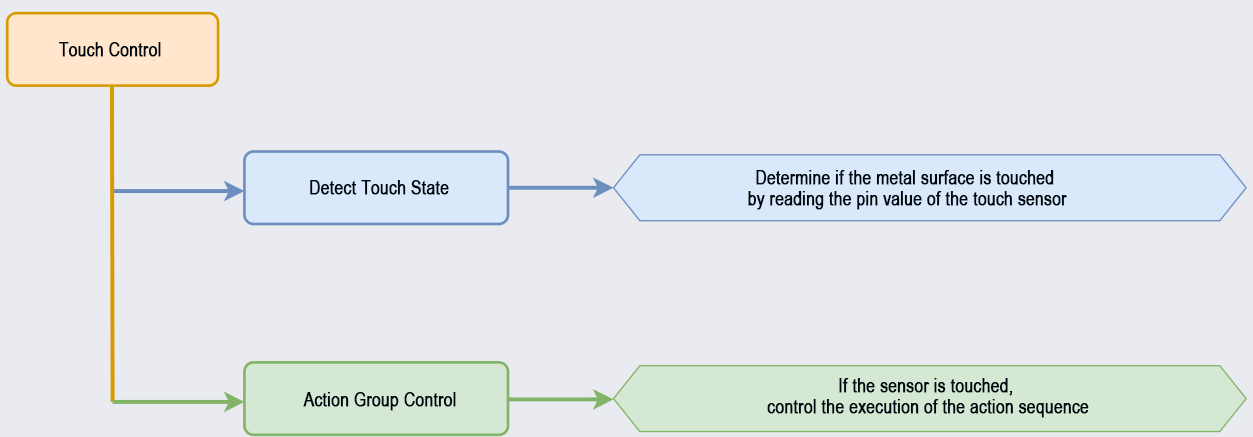 Touch Control
Detect Touch State
Determine if the metal surface is touched
by reading the pin value of the touch sensor
Action Group Control
If the sensor is touched,
control the execution of the action sequence